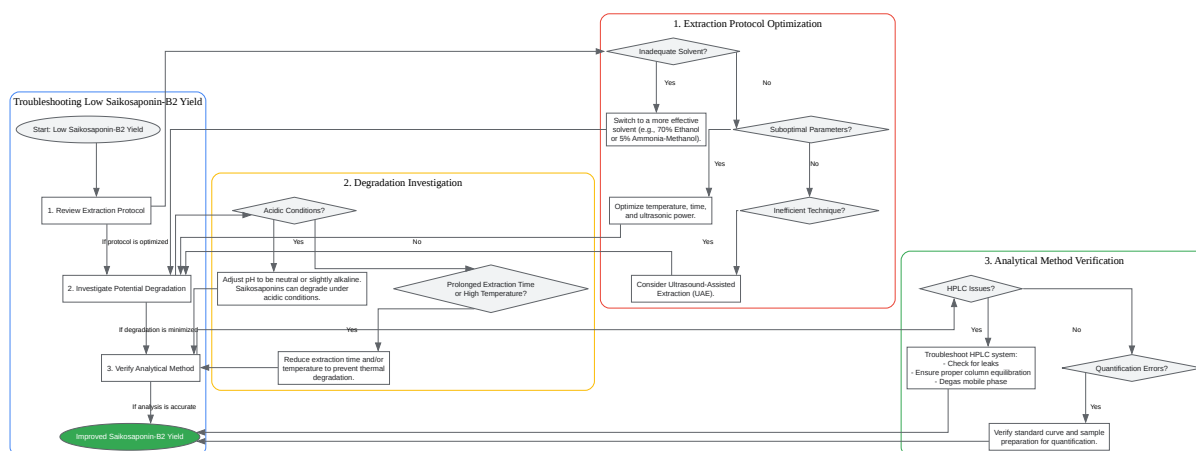 Troubleshooting Low Saikosaponin-B2 Yield
Start: Low Saikosaponin-B2 Yield
1. Review Extraction Protocol
If protocol is optimized
2. Investigate Potential Degradation
If degradation is minimized
3. Verify Analytical Method
If analysis is accurate
Improved Saikosaponin-B2 Yield
1. Extraction Protocol Optimization
Inadequate Solvent?
Yes
No
Switch to a more effective
solvent (e.g., 70% Ethanol
or 5% Ammonia-Methanol).
Suboptimal Parameters?
Yes
No
Optimize temperature, time,
and ultrasonic power.
Inefficient Technique?
Yes
Consider Ultrasound-Assisted
Extraction (UAE).
2. Degradation Investigation
Acidic Conditions?
Yes
No
Adjust pH to be neutral or slightly alkaline.
Saikosaponins can degrade under
acidic conditions.
Prolonged Extraction Time
or High Temperature?
Yes
Reduce extraction time and/or
temperature to prevent thermal
degradation.
3. Analytical Method Verification
HPLC Issues?
Yes
No
Troubleshoot HPLC system:
- Check for leaks
- Ensure proper column equilibration
- Degas mobile phase
Quantification Errors?
Yes
Verify standard curve and sample
preparation for quantification.